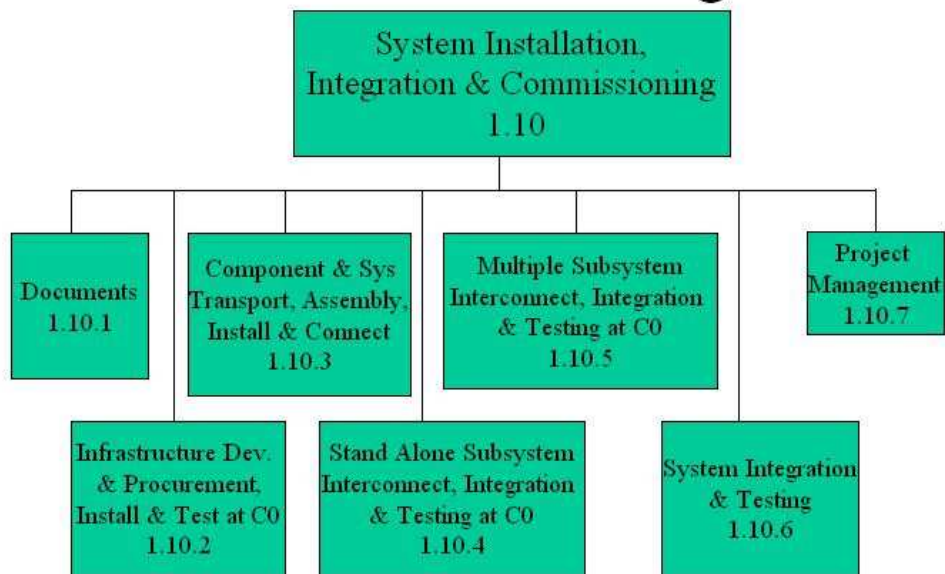 System Installation,
Integration & Commissioning
1.10
Documents
1.10.1
Component & Sys
Transport, Assembly,
Install & Connect
1.10.3
Multiple Subsystem
Interconnect, Integration
& Testing at C0
1.10.5
Project
Management
1.10.7
Infrastructure Dev.
& Procurement,
Install & Test at C0
1.10.2
Stand Alone Subsystem
Interconnect, Integration
& Testing at C0
1.10.4
System Integration
& Testing
1.10.6